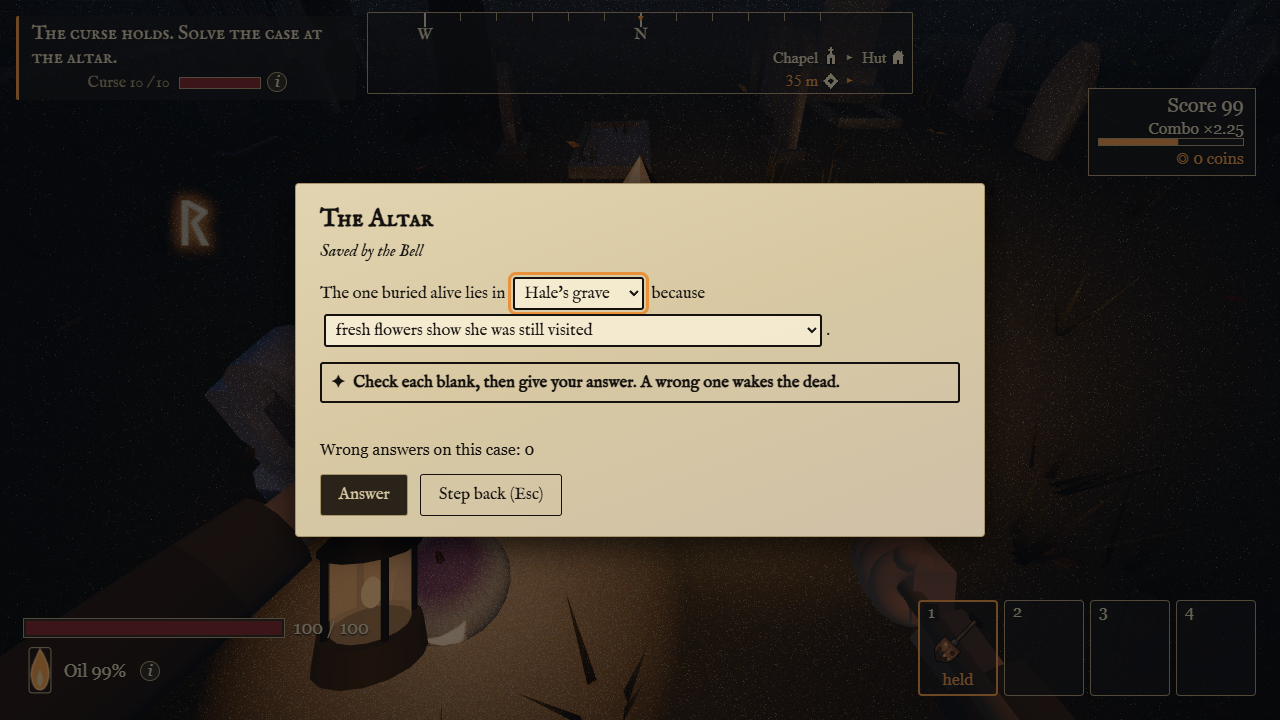 The curse holds. Solve the case at
the altar.
Curse 10/10 i
W N
Chapel Hut
35 m
Score 99
Combo ×2.25
© 0 coins
ᚱ
The Altar
Saved by the Bell
The one buried alive lies in Hale's grave because
fresh flowers show she was still visited .
✦ Check each blank, then give your answer. A wrong one wakes the dead.
Wrong answers on this case: 0
Answer Step back (Esc)
100 / 100
Oil 99% i
1 2 3 4
held